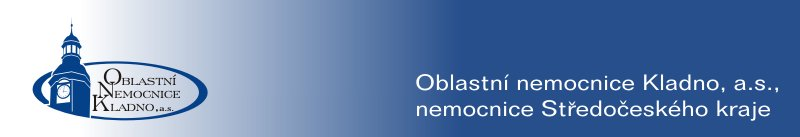 OBLASTNÍ
NEMOCNICE
KLADNO, a.s.
Oblastní nemocnice Kladno, a.s.,
nemocnice Středočeského kraje